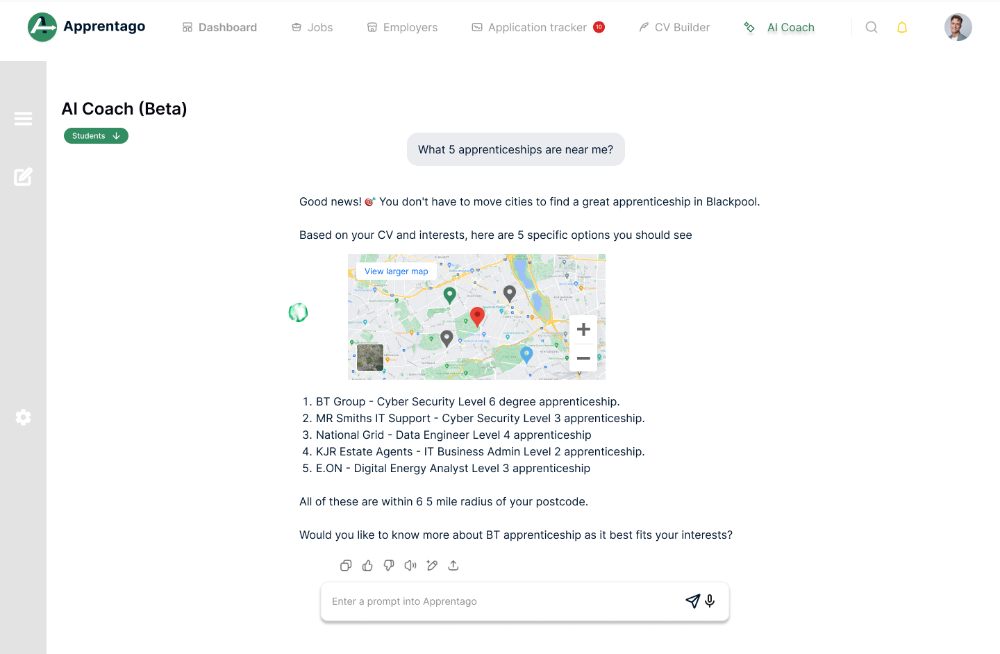 Apprentago
Dashboard
Jobs
Employers
Application tracker 10
CV Builder
AI Coach
AI Coach (Beta)
Students
What 5 apprenticeships are near me?
Good news! 🎯 You don't have to move cities to find a great apprenticeship in Blackpool.
Based on your CV and interests, here are 5 specific options you should see
View larger map
1. BT Group - Cyber Security Level 6 degree apprenticeship.
2. MR Smiths IT Support - Cyber Security Level 3 apprenticeship.
3. National Grid - Data Engineer Level 4 apprenticeship
4. KJR Estate Agents - IT Business Admin Level 2 apprenticeship.
5. E.ON - Digital Energy Analyst Level 3 apprenticeship
All of these are within 6 5 mile radius of your postcode.
Would you like to know more about BT apprenticeship as it best fits your interests?
Enter a prompt into Apprentago